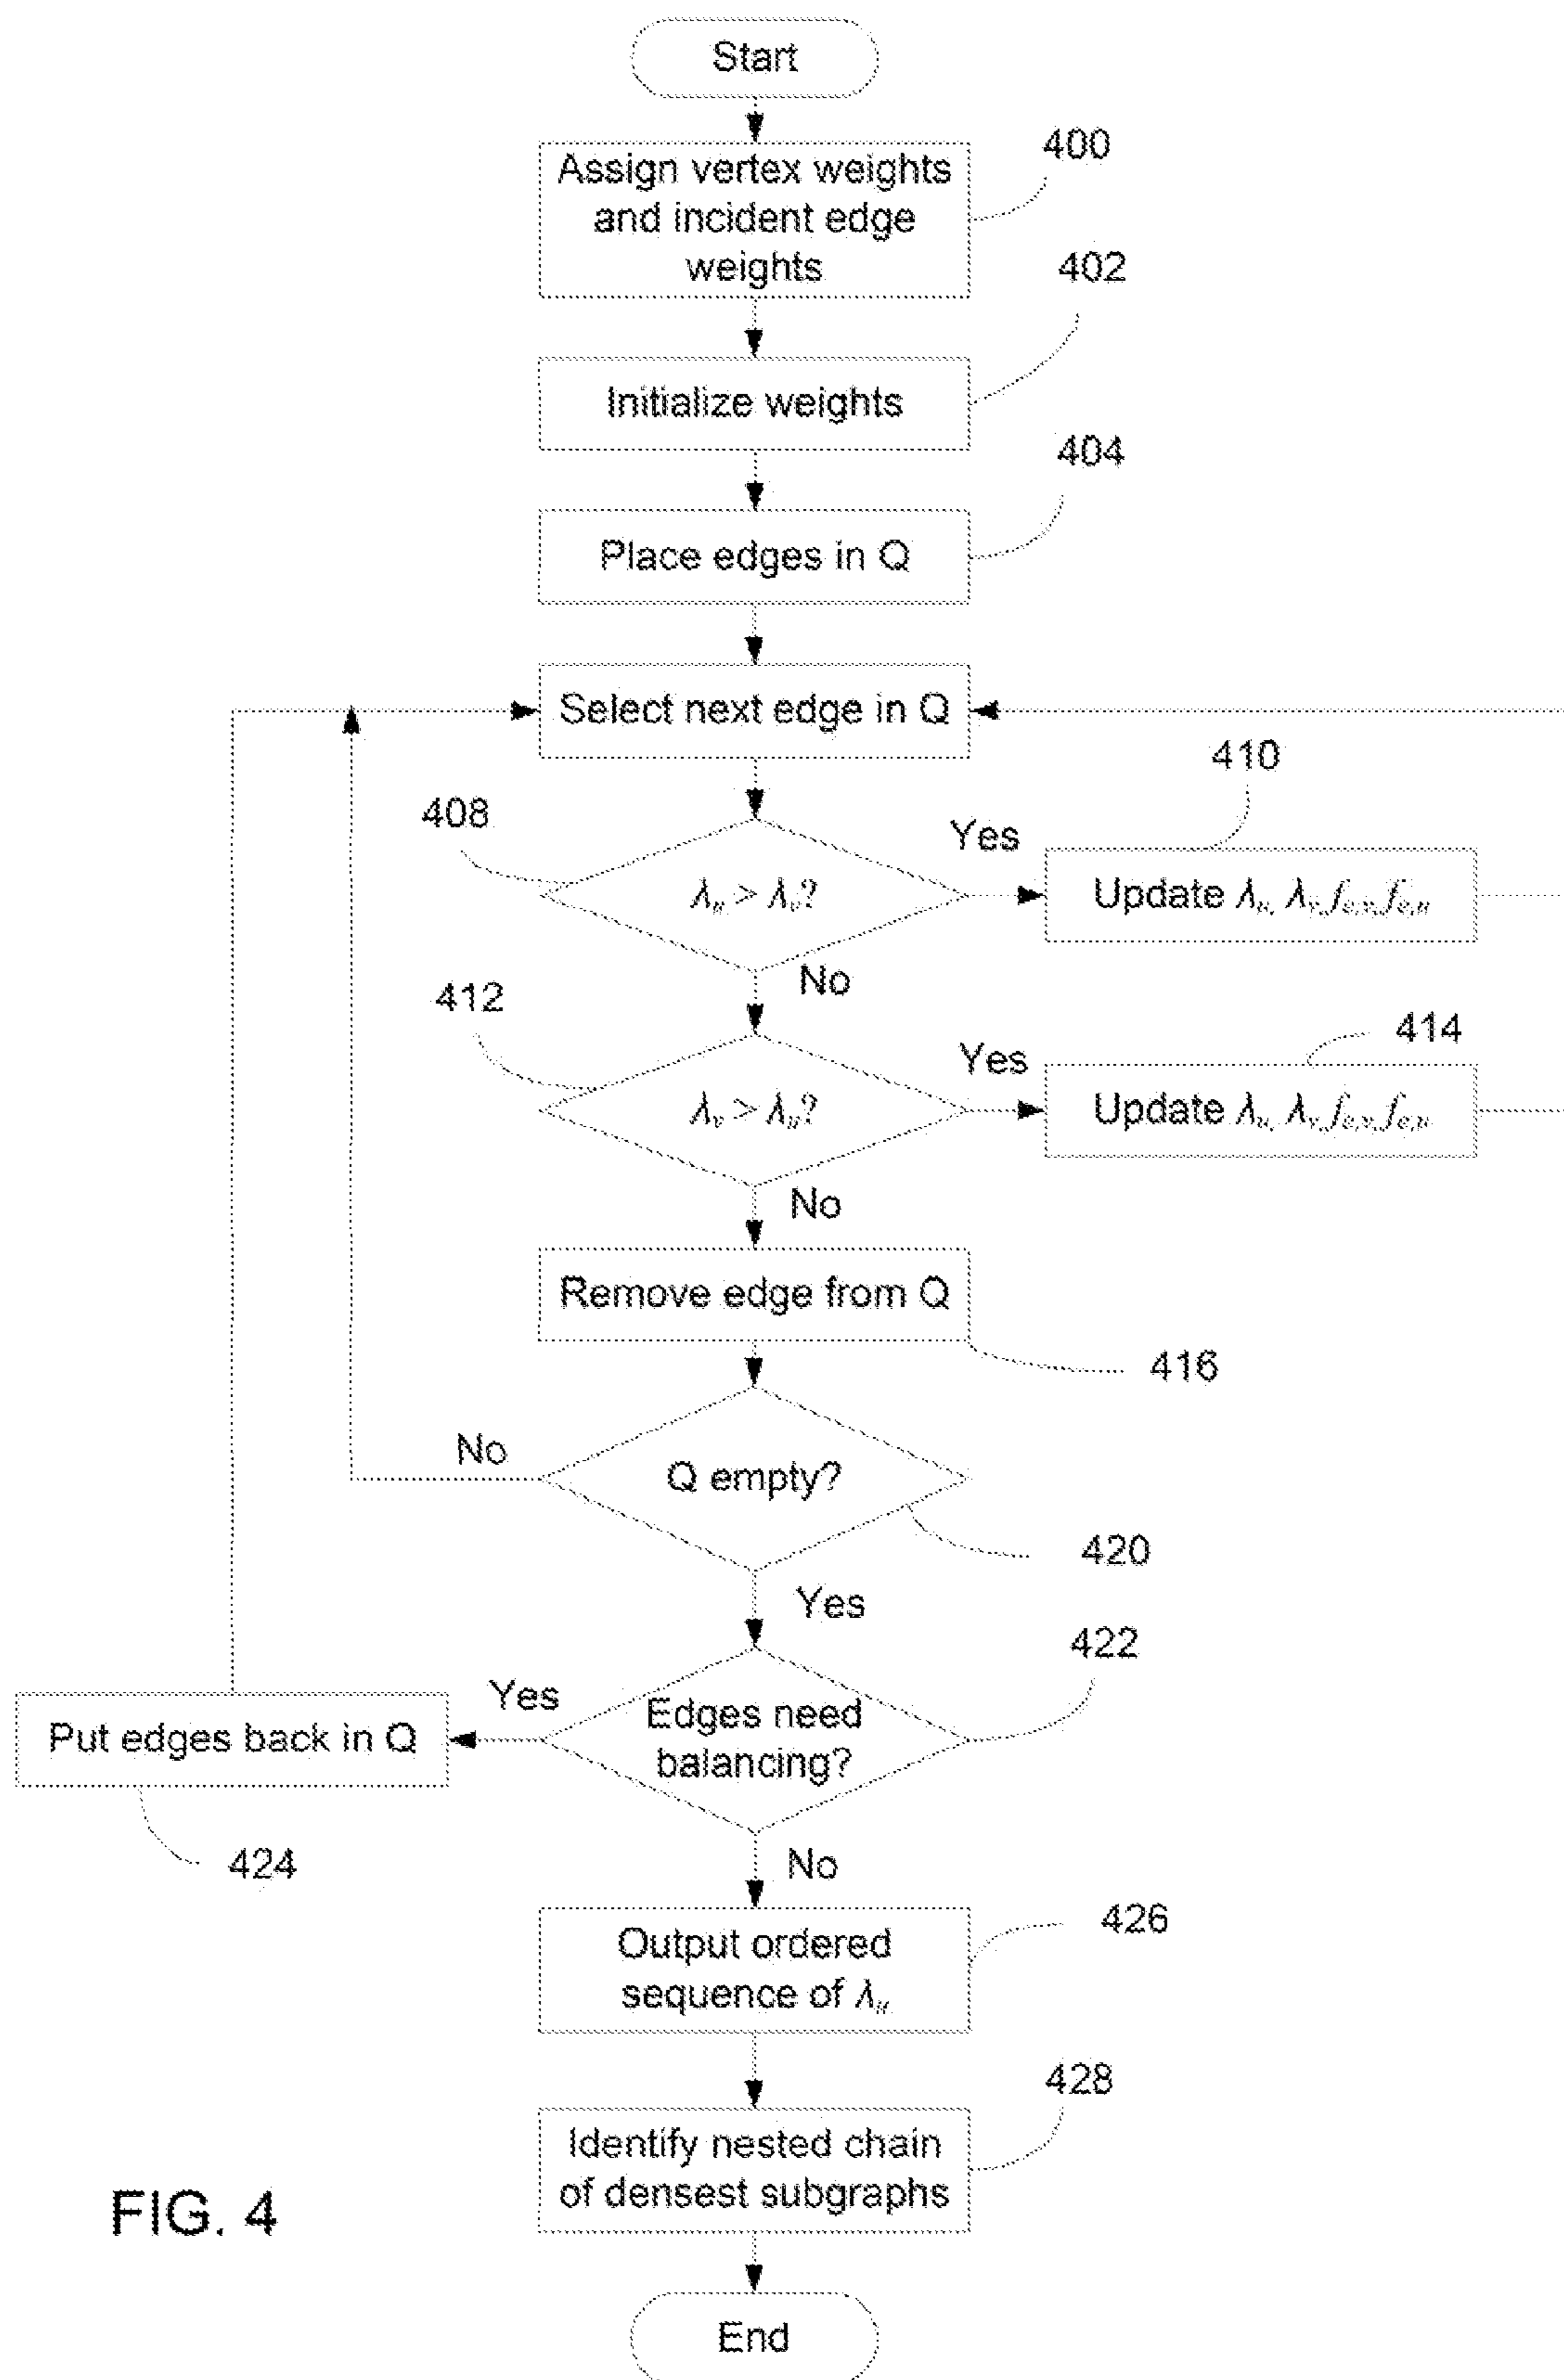 Start
400
Assign vertex weights
and incident edge
weights
402
Initialize weights
404
Place edges in Q
Select next edge in Q
410
408
Yes
λu > λv?
Update λu, λv, fe,v, fe,u
No
412
414
Yes
λv > λu?
Update λu, λv, fe,v, fe,u
No
Remove edge from Q
416
No
Q empty?
420
Yes
422
Yes
Edges need
balancing?
Put edges back in Q
424
No
426
Output ordered
sequence of λu
428
Identify nested chain
of densest subgraphs
FIG. 4
End